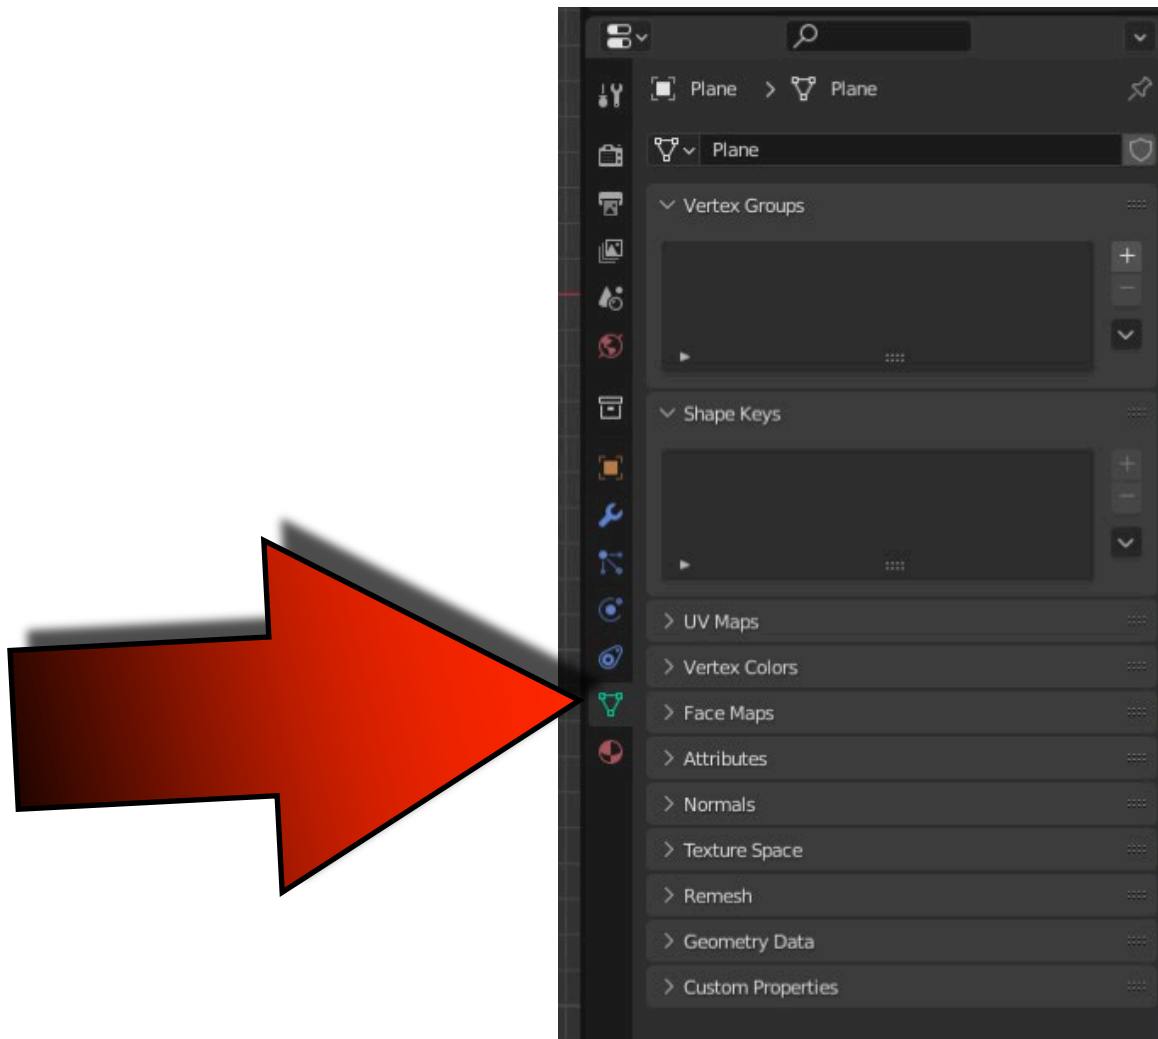 Plane > Plane
Plane
Vertex Groups
Shape Keys
UV Maps
Vertex Colors
Face Maps
Attributes
Normals
Texture Space
Remesh
Geometry Data
Custom Properties